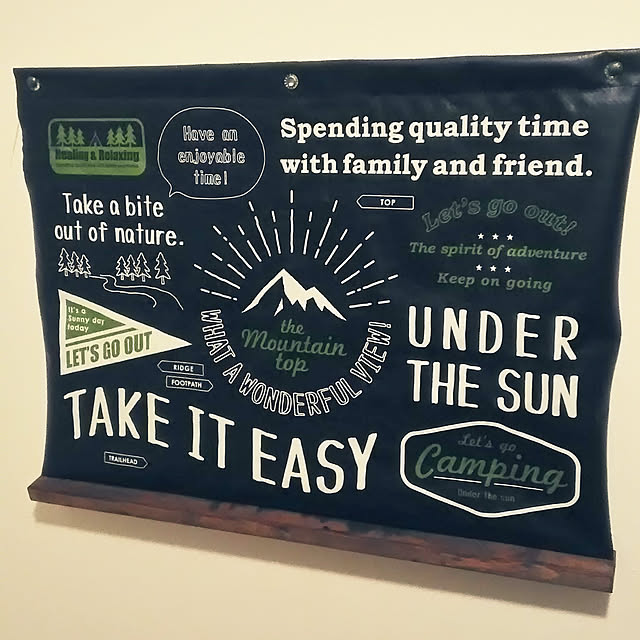 Healing & Relaxing
Have an
enjoyable
time!
Spending quality time
with family and friend.
Take a bite
out of nature.
TOP
Let's go out!
The spirit of adventure
Keep on going
It's a
Sunny day
today
LET'S GO OUT
the
Mountain
top
WHAT A WONDERFUL VIEW!
RIDGE
FOOTPATH
UNDER
THE SUN
TAKE IT EASY
TRAILHEAD
Let's go
Camping
Under the sun